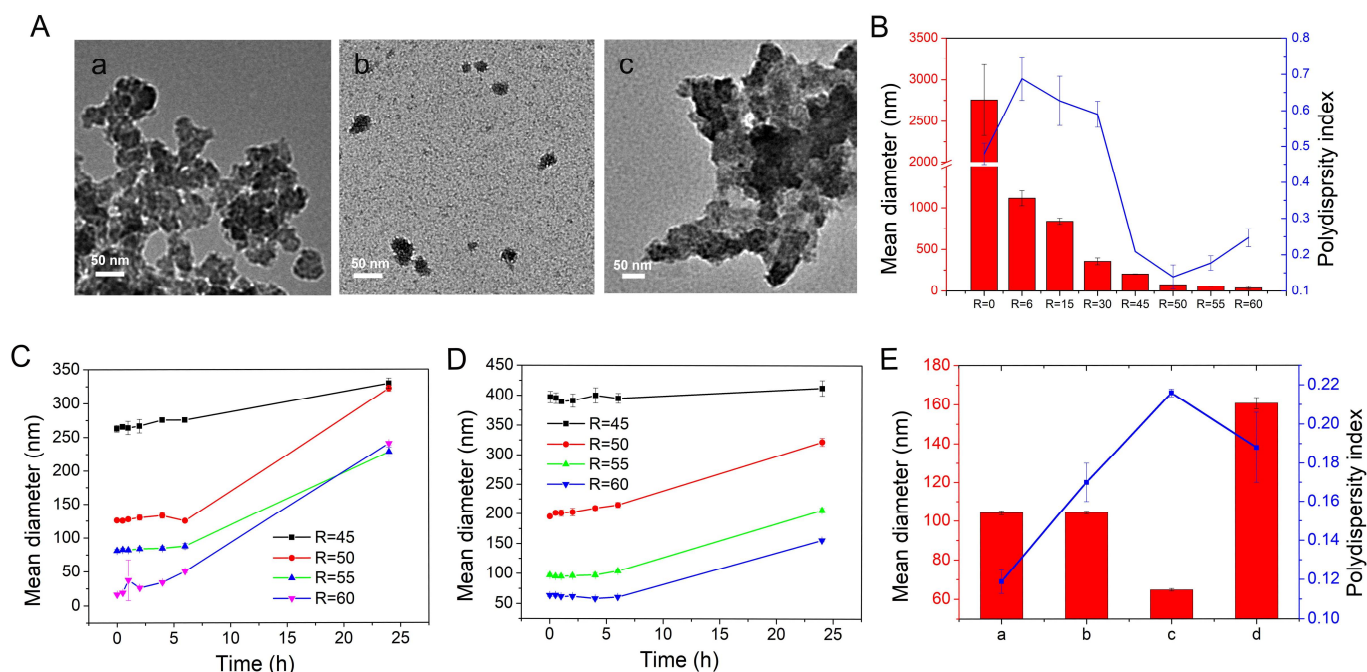 A
a
50 nm
b
50 nm
c
50 nm
B
Mean diameter (nm)
3500
3000
2500
2000
1000
500
0
R=0 R=6 R=15 R=30 R=45 R=50 R=55 R=60
0.8
0.7
0.6
0.5
0.4
0.3
0.2
0.1
Polydisprsity index
C
Mean diameter (nm)
350
300
250
200
150
100
50
0
R=45
R=50
R=55
R=60
0 5 10 15 20 25
Time (h)
D
Mean diameter (nm)
450
400
350
300
250
200
150
100
50
R=45
R=50
R=55
R=60
0 5 10 15 20 25
Time (h)
E
Mean diameter (nm)
180
160
140
120
100
80
60
a b c d
0.22
0.20
0.18
0.16
0.14
0.12
0.10
Polydispersity index